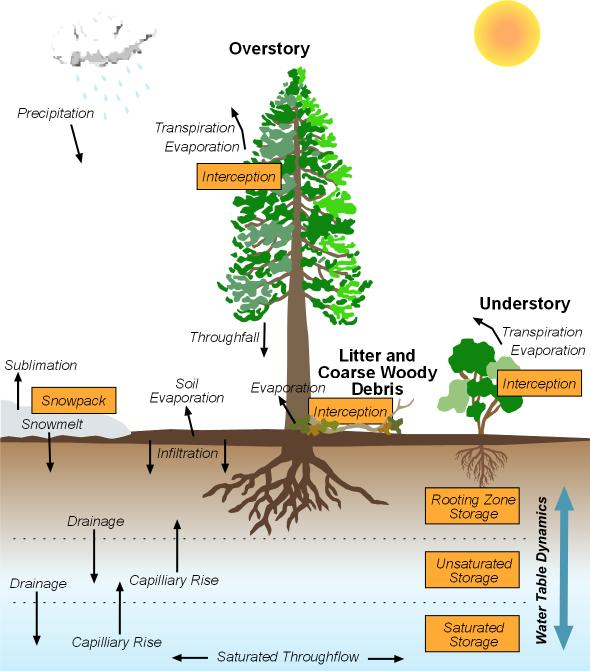 Overstory
Precipitation
Transpiration
Evaporation
Interception
Understory
Throughfall
Transpiration
Evaporation
Litter and
Coarse Woody
Debris
Sublimation
Soil
Evaporation
Evaporation
Interception
Interception
Snowpack
Snowmelt
Infiltration
Rooting Zone
Storage
Drainage
Unsaturated
Storage
Capilliary Rise
Drainage
Saturated
Storage
Capilliary Rise
Saturated Throughflow
Water Table Dynamics